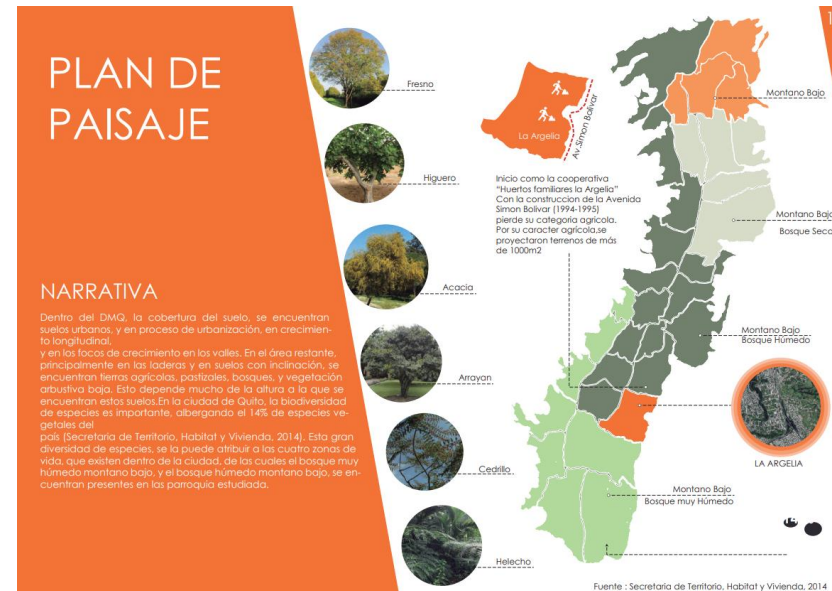 PLAN DE
PAISAJE
NARRATIVA
Dentro del DMQ, la cobertura del suelo, se encuentran
suelos urbanos, y en proceso de urbanización, en crecimien-
to longitudinal,
y en los focos de crecimiento en los valles. En el área restante,
principalmente en las laderas y en suelos con inclinación, se
encuentran tierras agrícolas, pastizales, bosques, y vegetación
arbustiva baja. Esto depende mucho de la altura a la que se
encuentran estos suelos.En la ciudad de Quito, la biodiversidad
de especies es importante, albergando el 14% de especies ve-
getales del
país (Secretaria de Territorio, Habitat y Vivienda, 2014). Esta gran
diversidad de especies, se la puede atribuir a las cuatro zonas de
vida, que existen dentro de la ciudad, de las cuales el bosque muy
húmedo montano bajo, y el bosque húmedo montano bajo, se en-
cuentran presentes en las parroquia estudiada.
Fresno
Higuero
Acacia
Arrayan
Cedrillo
Helecho
La Argelia
Av.Simon Bolivar
Inicio como la cooperativa
"Huertos familiares la Argelia"
Con la construccion de la Avenida
Simon Bolivar (1994-1995)
pierde su categoria agrícola.
Por su caracter agrícola,se
proyectaron terrenos de más
de 1000m2
Montano Bajo
Montano Bajo
Bosque Seco
Montano Bajo
Bosque Húmedo
LA ARGELIA
Montano Bajo
Bosque muy Húmedo
Fuente : Secretaria de Territorio, Habitat y Vivienda, 2014